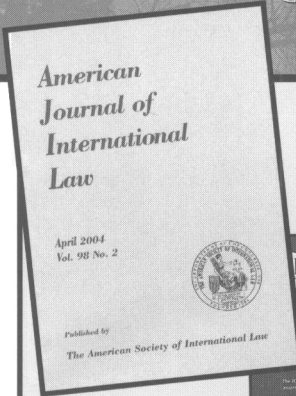 American
Journal of
International
Law
April 2004
Vol. 98 No. 2
Published by
The American Society of International Law